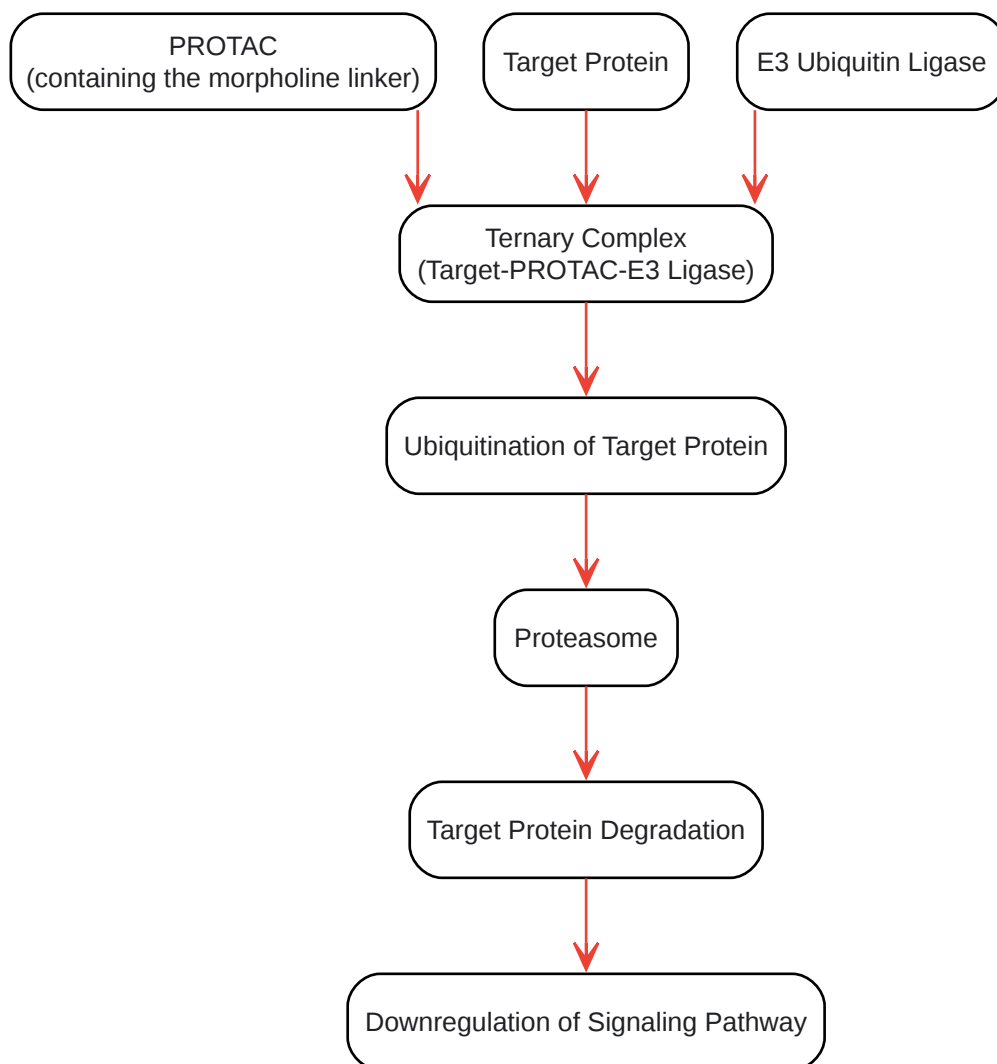 PROTAC
(containing the morpholine linker)
Target Protein
E3 Ubiquitin Ligase
Ternary Complex
(Target-PROTAC-E3 Ligase)
Ubiquitination of Target Protein
Proteasome
Target Protein Degradation
Downregulation of Signaling Pathway